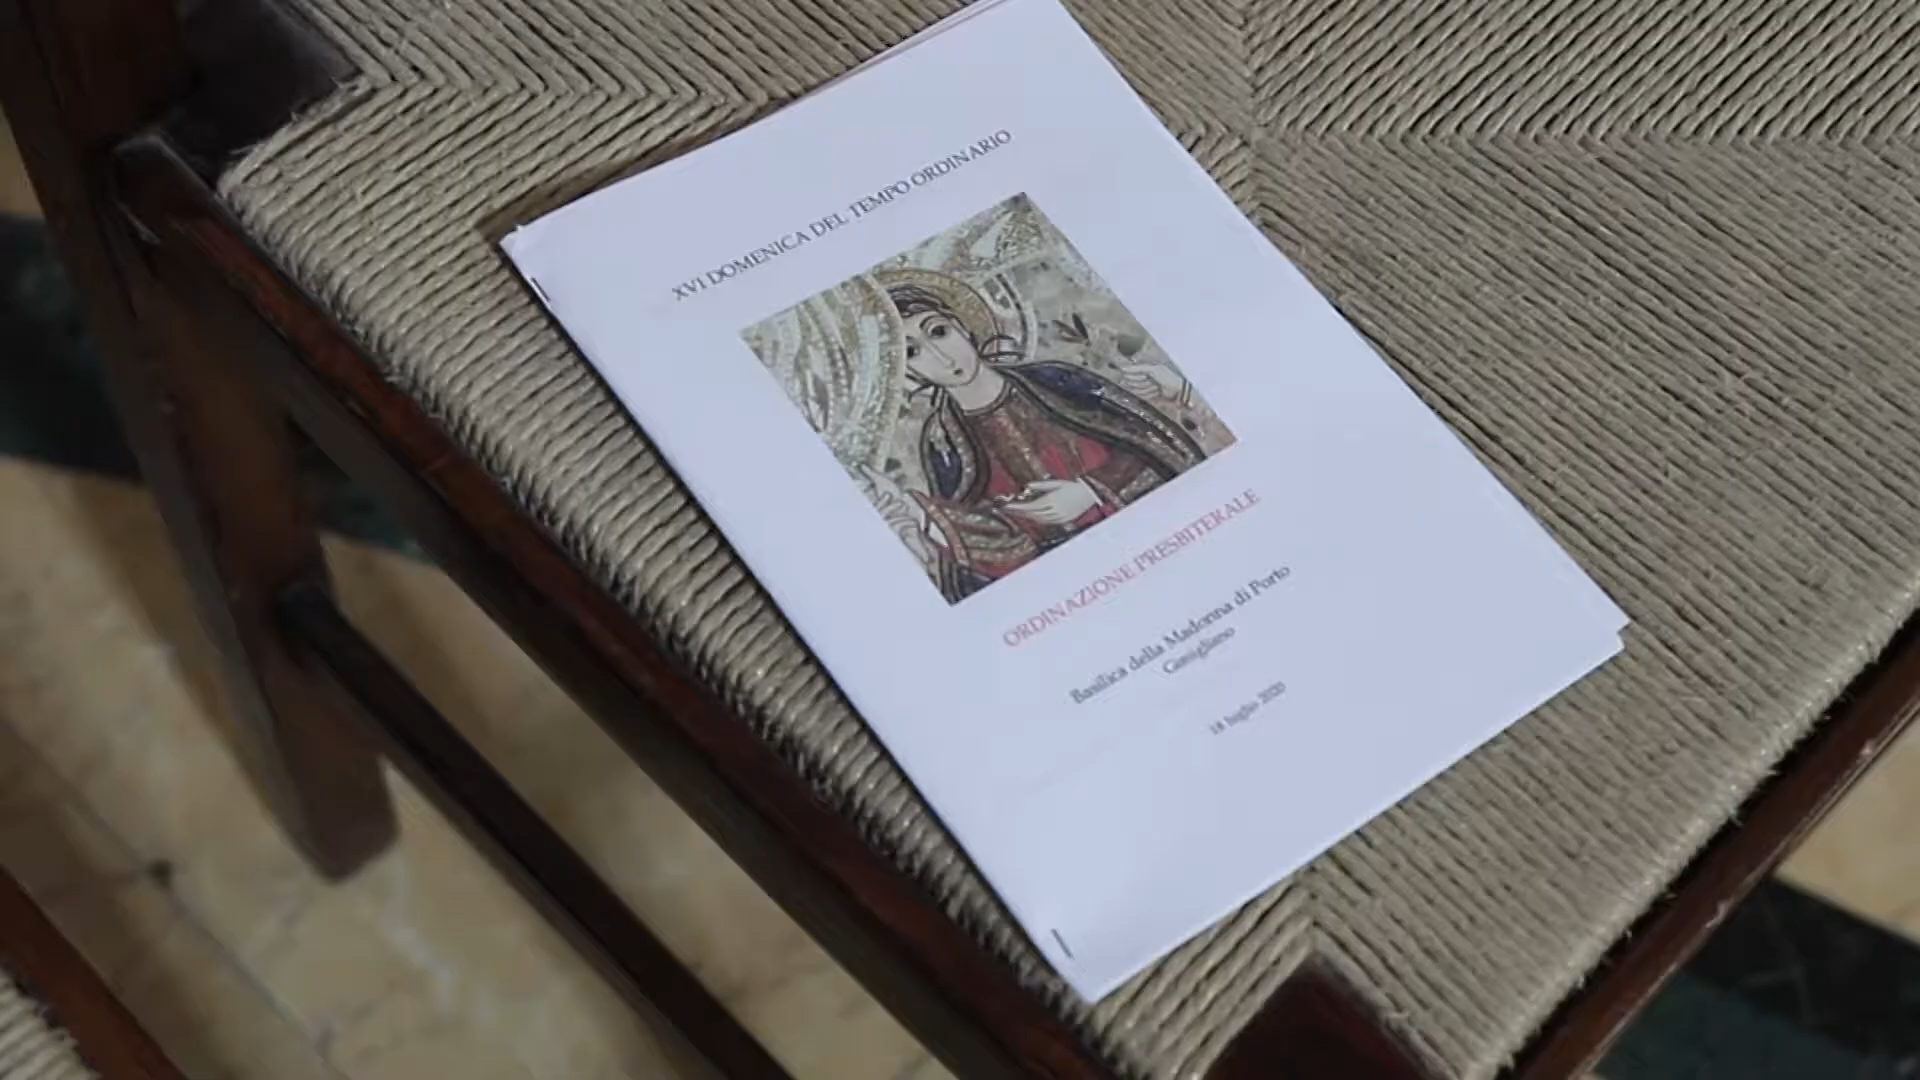 XVI DOMENICA DEL TEMPO ORDINARIO
ORDINAZIONE PRESBITERALE
Basilica della Madonna di Porto
Gimigliano
18 luglio 2020